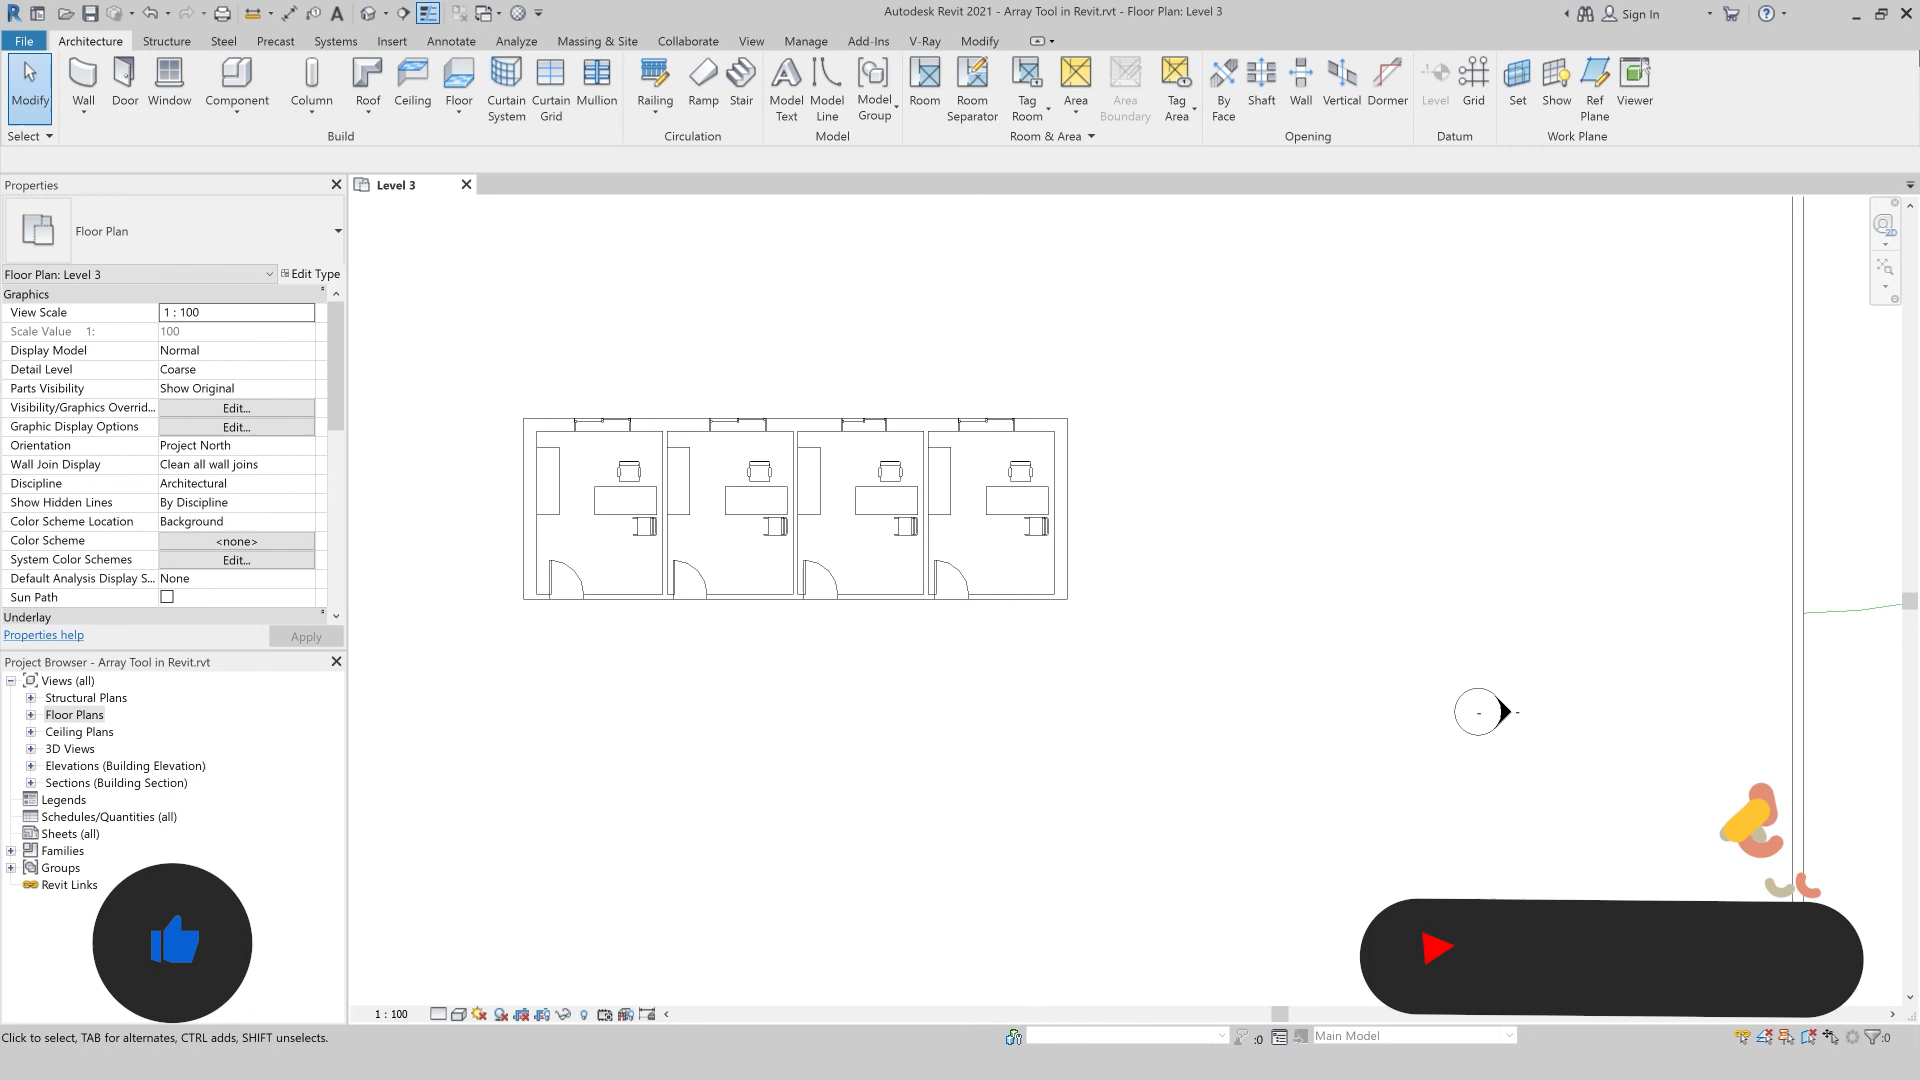 Autodesk Revit 2021 - Array Tool in Revit.rvt - Floor Plan: Level 3
Sign In
File Architecture Structure Steel Precast Systems Insert Annotate Analyze Massing & Site Collaborate View Manage Add-Ins V-Ray Modify
Modify Wall Door Window Component Column Roof Ceiling Floor Curtain System Curtain Grid Mullion Railing Ramp Stair Model Text Model Line Model Group Room Room Separator Tag Room Area Area Boundary Tag Area By Face Shaft Wall Vertical Dormer Level Grid Set Show Ref Plane Viewer
Select Build Circulation Model Room & Area Opening Datum Work Plane
Properties
Level 3
Floor Plan
Floor Plan: Level 3 Edit Type
Graphics
View Scale 1 : 100
Scale Value 1: 100
Display Model Normal
Detail Level Coarse
Parts Visibility Show Original
Visibility/Graphics Overrid... Edit...
Graphic Display Options Edit...
Orientation Project North
Wall Join Display Clean all wall joins
Discipline Architectural
Show Hidden Lines By Discipline
Color Scheme Location Background
Color Scheme <none>
System Color Schemes Edit...
Default Analysis Display S... None
Sun Path
Underlay
Properties help Apply
Project Browser - Array Tool in Revit.rvt
Views (all)
Structural Plans
Floor Plans
Ceiling Plans
3D Views
Elevations (Building Elevation)
Sections (Building Section)
Legends
Schedules/Quantities (all)
Sheets (all)
Families
Groups
Revit Links
1 : 100
Click to select, TAB for alternates, CTRL adds, SHIFT unselects.
:0
Main Model
:0
2D